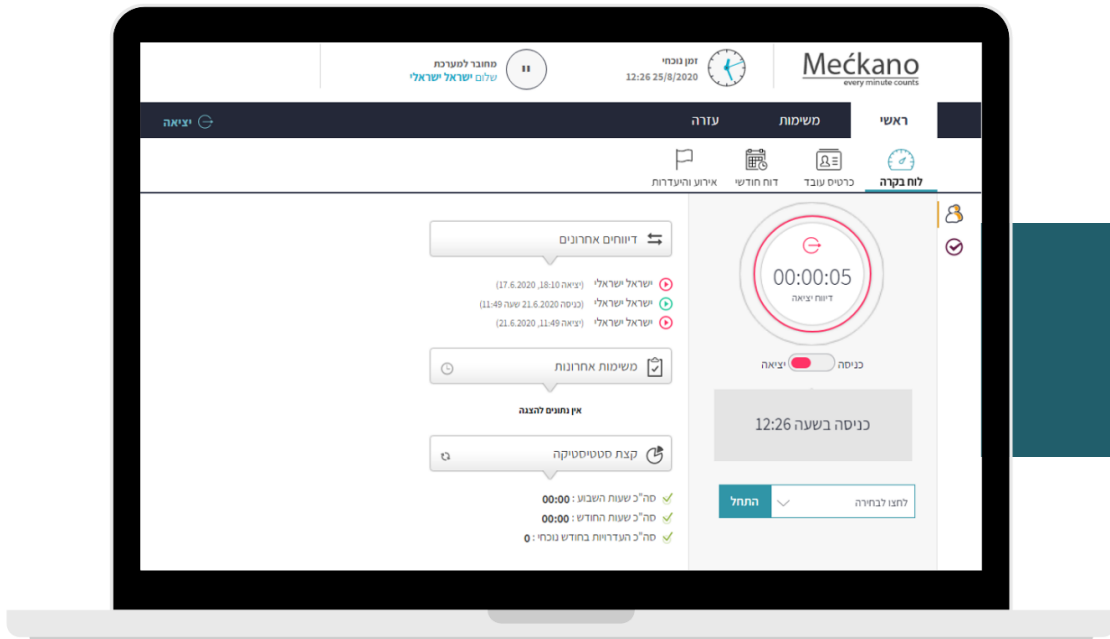 Mećkano
every minute counts
זמן נוכחי
12:26 25/8/2020
מחובר למערכת
שלום ישראל ישראלי
ראשי
משימות
עזרה
יציאה
לוח בקרה
כרטיס עובד
דוח חודשי
אירוע והיעדרות
00:00:05
דיווח יציאה
כניסה
יציאה
כניסה בשעה 12:26
לחצו לבחירה
התחל
דיווחים אחרונים
ישראל ישראלי (יציאה 18:10, 17.6.2020)
ישראל ישראלי (כניסה 21.6.2020 שעה 11:49)
ישראל ישראלי (יציאה 11:49, 21.6.2020)
משימות אחרונות
אין נתונים להצגה
קצת סטטיסטיקה
סה"כ שעות השבוע : 00:00
סה"כ שעות החודש : 00:00
סה"כ העדרויות בחודש נוכחי : 0